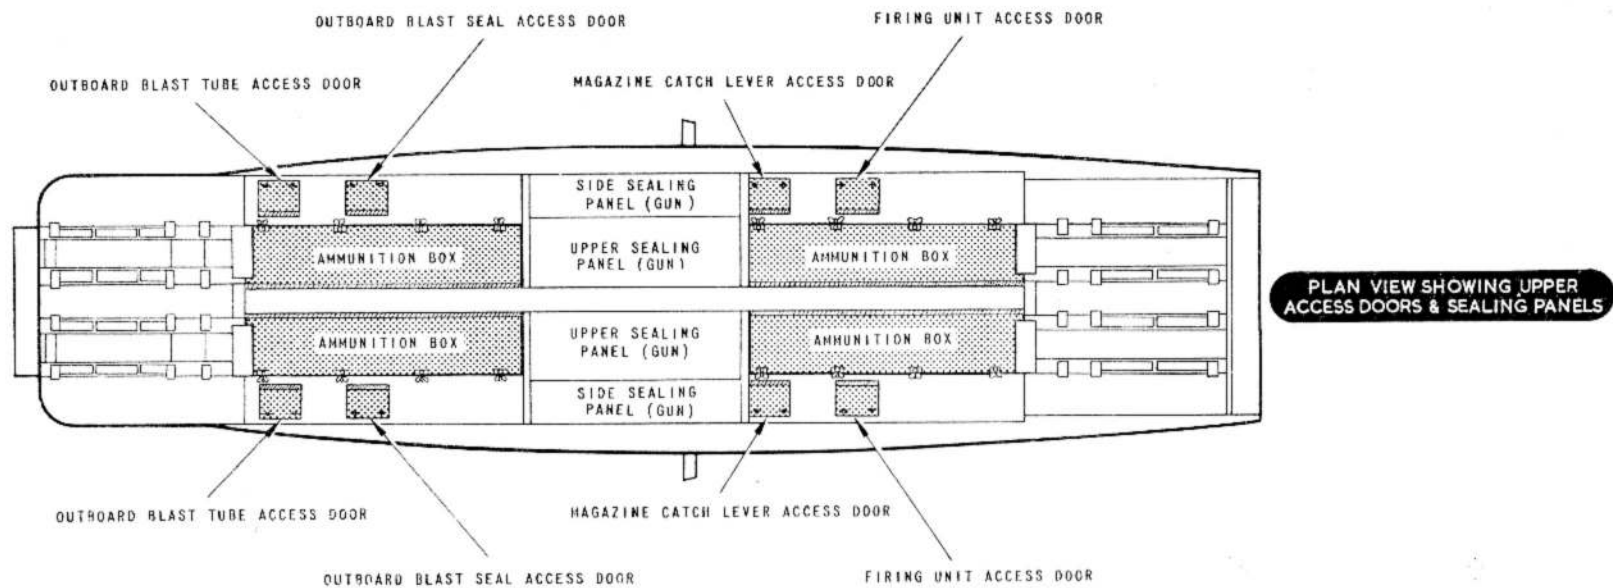 OUTBOARD BLAST SEAL ACCESS DOOR
FIRING UNIT ACCESS DOOR
OUTBOARD BLAST TUBE ACCESS DOOR
MAGAZINE CATCH LEVER ACCESS DOOR
SIDE SEALING
PANEL (GUN)
AMMUNITION BOX
UPPER SEALING
PANEL (GUN)
AMMUNITION BOX
PLAN VIEW SHOWING UPPER
ACCESS DOORS & SEALING PANELS
AMMUNITION BOX
UPPER SEALING
PANEL (GUN)
AMMUNITION BOX
SIDE SEALING
PANEL (GUN)
OUTBOARD BLAST TUBE ACCESS DOOR
MAGAZINE CATCH LEVER ACCESS DOOR
OUTBOARD BLAST SEAL ACCESS DOOR
FIRING UNIT ACCESS DOOR